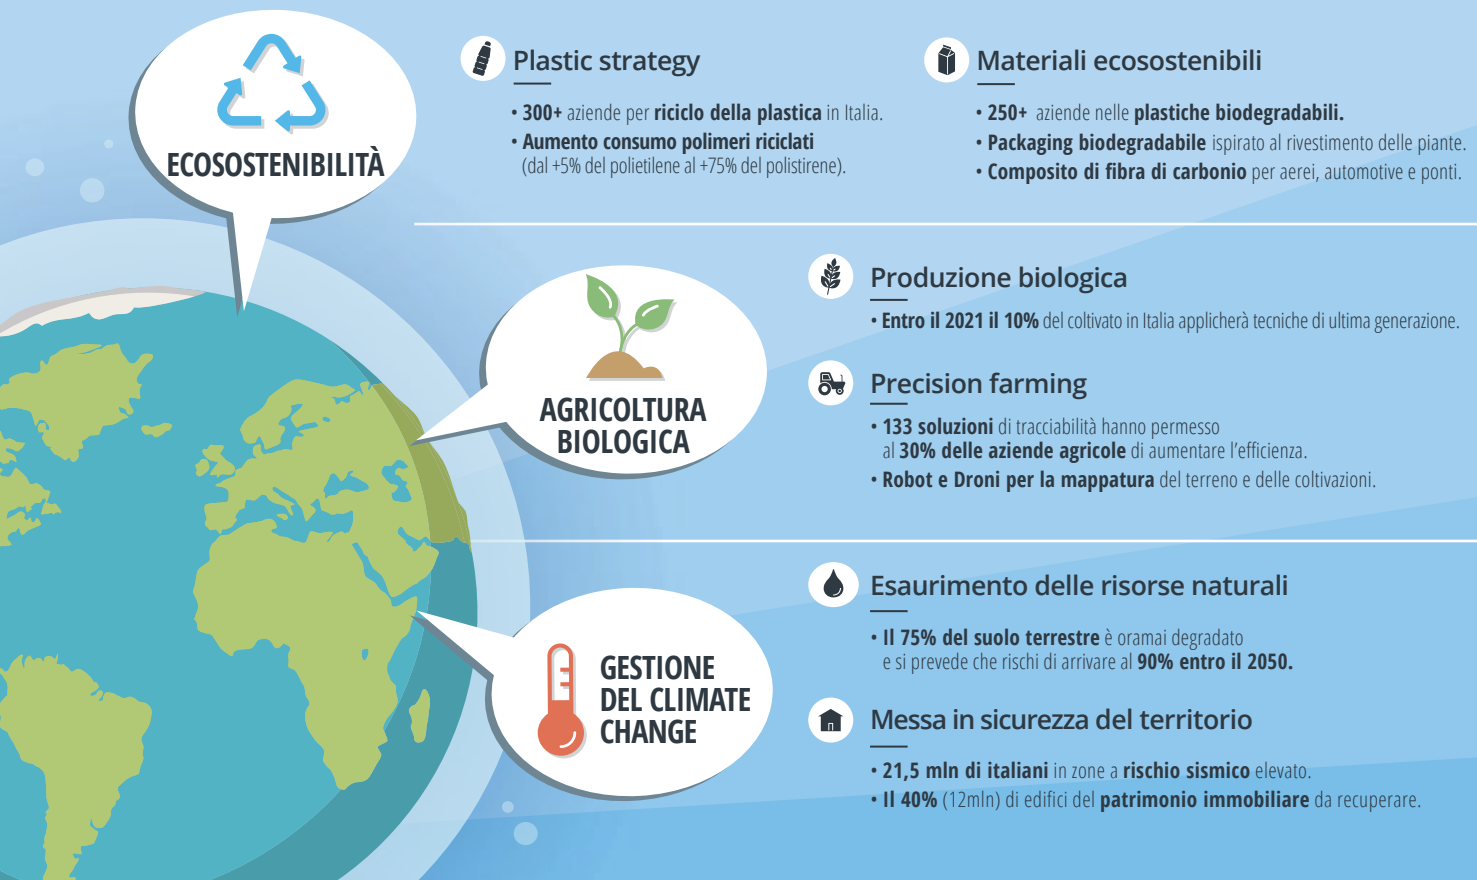 ECOSOSTENIBILITÀ
Plastic strategy
• 300+ aziende per riciclo della plastica in Italia.
• Aumento consumo polimeri riciclati
(dal +5% del polietilene al +75% del polistirene).
Materiali ecosostenibili
• 250+ aziende nelle plastiche biodegradabili.
• Packaging biodegradabile ispirato al rivestimento delle piante.
• Composito di fibra di carbonio per aerei, automotive e ponti.
AGRICOLTURA
BIOLOGICA
Produzione biologica
• Entro il 2021 il 10% del coltivato in Italia applicherà tecniche di ultima generazione.
Precision farming
• 133 soluzioni di tracciabilità hanno permesso
al 30% delle aziende agricole di aumentare l’efficienza.
• Robot e Droni per la mappatura del terreno e delle coltivazioni.
GESTIONE
DEL CLIMATE
CHANGE
Esaurimento delle risorse naturali
• Il 75% del suolo terrestre è oramai degradato
e si prevede che rischi di arrivare al 90% entro il 2050.
Messa in sicurezza del territorio
• 21,5 mln di italiani in zone a rischio sismico elevato.
• Il 40% (12mln) di edifici del patrimonio immobiliare da recuperare.